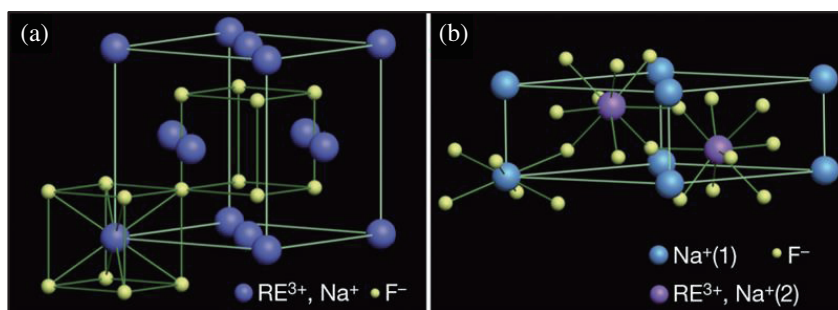 (a)
RE³⁺, Na⁺ F⁻
(b)
Na⁺(1) F⁻
RE³⁺, Na⁺(2)